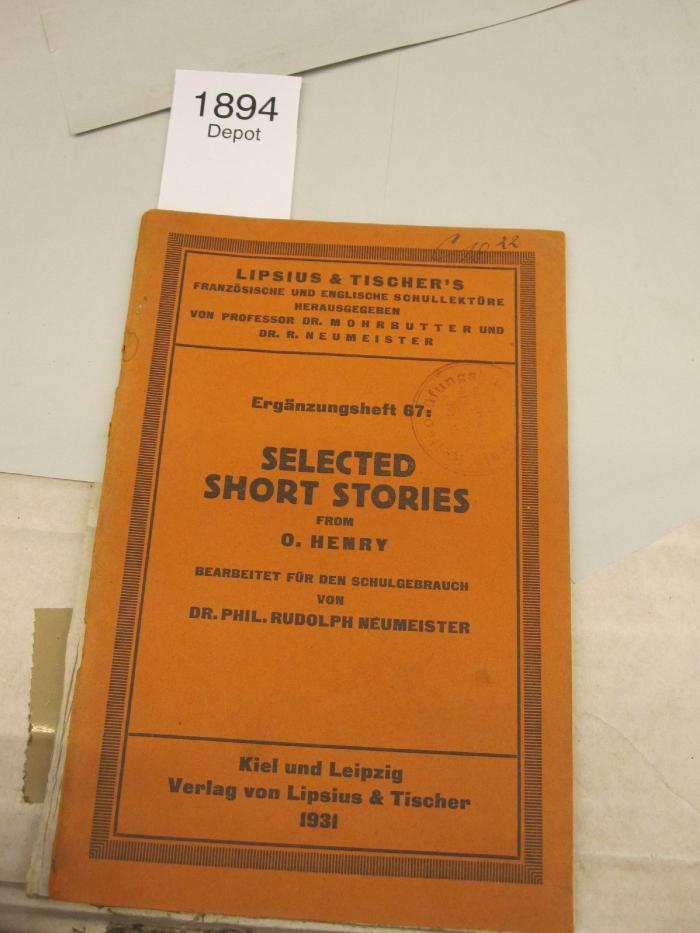 1894
Depot
22
LIPSIUS & TISCHER'S
FRANZÖSISCHE UND ENGLISCHE SCHULLEKTÜRE
HERAUSGEGEBEN
VON PROFESSOR DR. MOHRBUTTER UND
DR. R. NEUMEISTER
Ergänzungsheft 67:
SELECTED
SHORT STORIES
FROM
O. HENRY
BEARBEITET FÜR DEN SCHULGEBRAUCH
VON
DR. PHIL. RUDOLPH NEUMEISTER
Kiel und Leipzig
Verlag von Lipsius & Tischer
1931